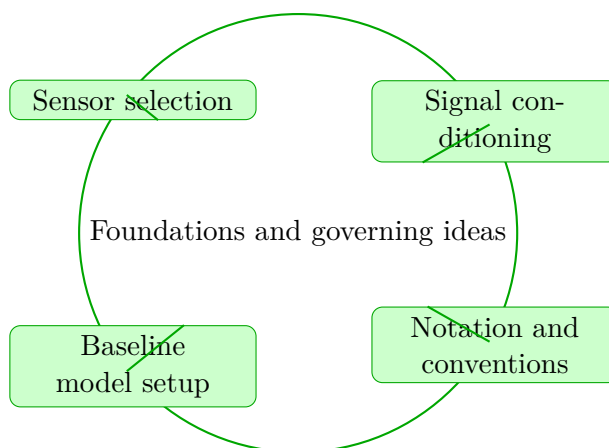 Sensor selection
Signal con-
ditioning
Foundations and governing ideas
Baseline
model setup
Notation and
conventions